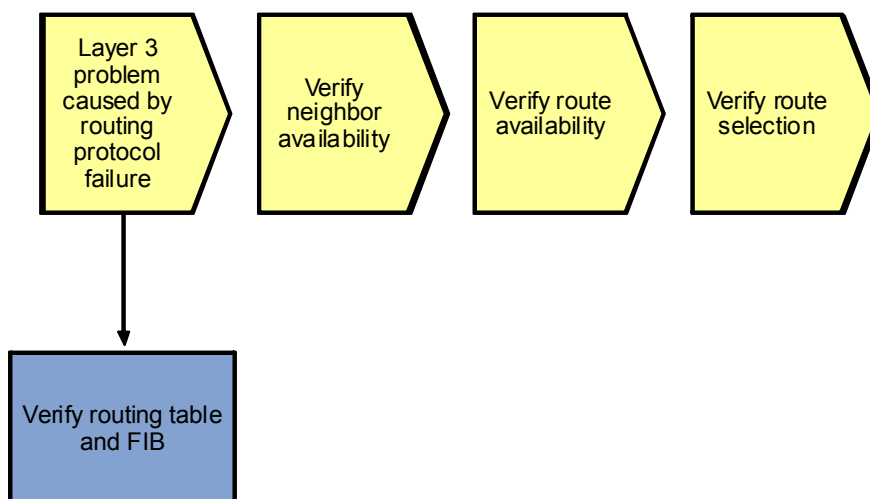 Layer 3
problem
caused by
routing
protocol
failure
Verify
neighbor
availability
Verify route
availability
Verify route
selection
Verify routing table
and FIB